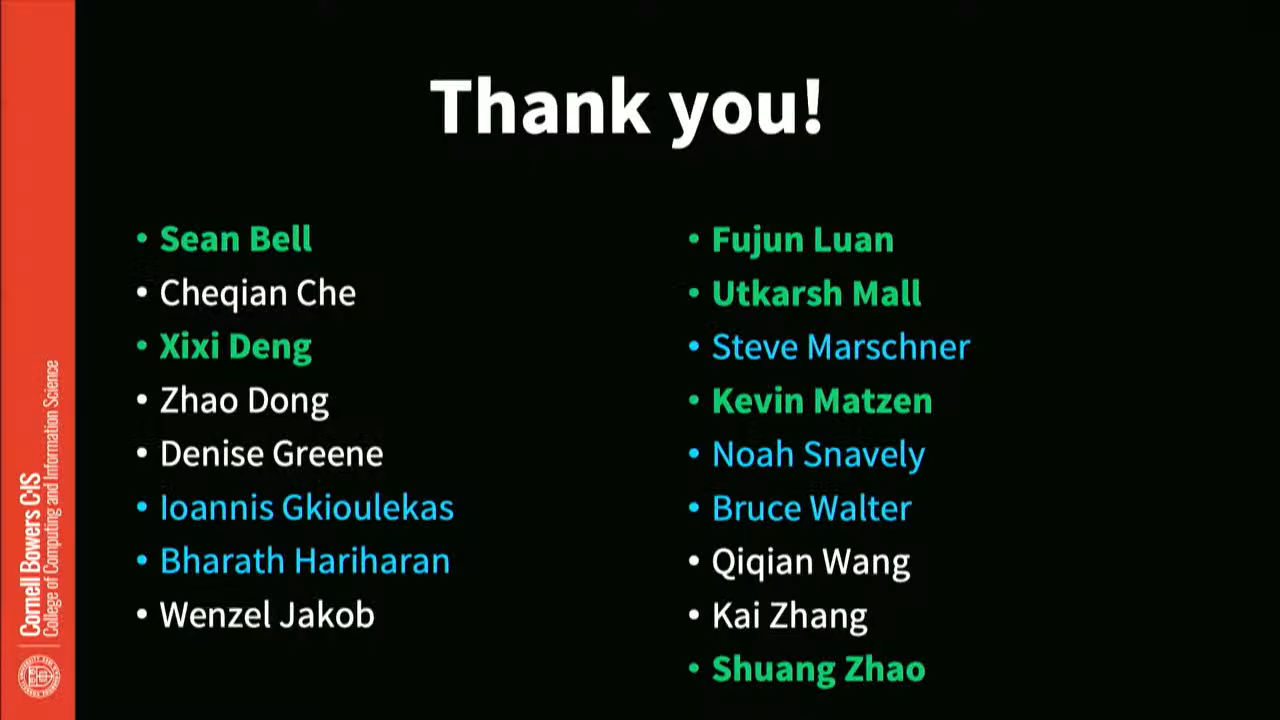 Thank you!
• Sean Bell
• Cheqian Che
• Xixi Deng
• Zhao Dong
• Denise Greene
• Ioannis Gkioulekas
• Bharath Hariharan
• Wenzel Jakob
• Fujun Luan
• Utkarsh Mall
• Steve Marschner
• Kevin Matzen
• Noah Snavely
• Bruce Walter
• Qiqian Wang
• Kai Zhang
• Shuang Zhao
Cornell Bowers C·IS
College of Computing and Information Science